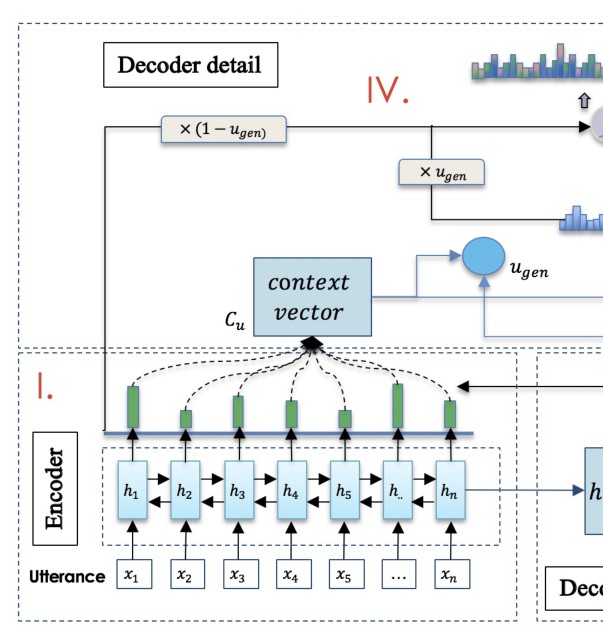 Decoder detail
IV.
× (1 − u_gen)
× u_gen
context
vector
C_u
u_gen
I.
Encoder
h_1 h_2 h_3 h_4 h_5 h_.. h_n
h
Utterance x_1 x_2 x_3 x_4 x_5 ... x_n